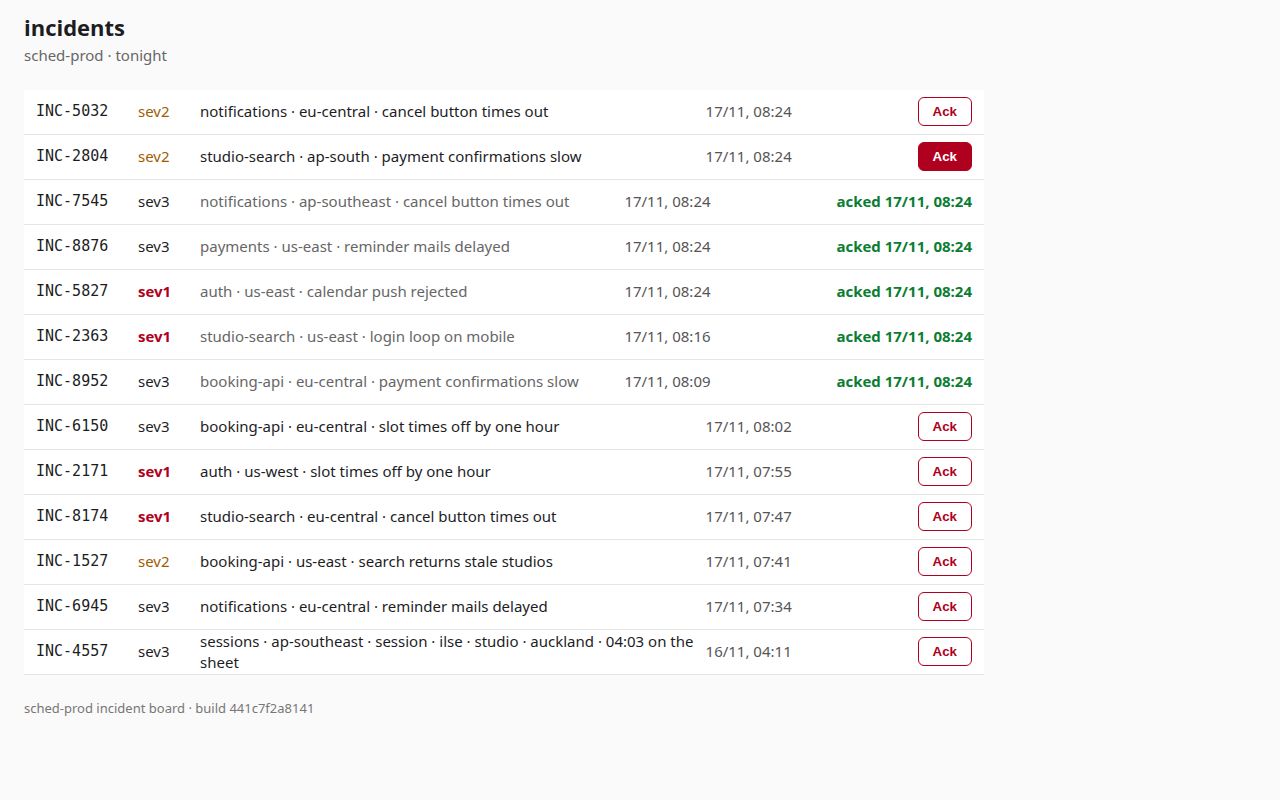 incidents
sched-prod · tonight
INC-5032 sev2 notifications · eu-central · cancel button times out 17/11, 08:24 Ack
INC-2804 sev2 studio-search · ap-south · payment confirmations slow 17/11, 08:24 Ack
INC-7545 sev3 notifications · ap-southeast · cancel button times out 17/11, 08:24 acked 17/11, 08:24
INC-8876 sev3 payments · us-east · reminder mails delayed 17/11, 08:24 acked 17/11, 08:24
INC-5827 sev1 auth · us-east · calendar push rejected 17/11, 08:24 acked 17/11, 08:24
INC-2363 sev1 studio-search · us-east · login loop on mobile 17/11, 08:16 acked 17/11, 08:24
INC-8952 sev3 booking-api · eu-central · payment confirmations slow 17/11, 08:09 acked 17/11, 08:24
INC-6150 sev3 booking-api · eu-central · slot times off by one hour 17/11, 08:02 Ack
INC-2171 sev1 auth · us-west · slot times off by one hour 17/11, 07:55 Ack
INC-8174 sev1 studio-search · eu-central · cancel button times out 17/11, 07:47 Ack
INC-1527 sev2 booking-api · us-east · search returns stale studios 17/11, 07:41 Ack
INC-6945 sev3 notifications · eu-central · reminder mails delayed 17/11, 07:34 Ack
INC-4557 sev3 sessions · ap-southeast · session · ilse · studio · auckland · 04:03 on the
sheet 16/11, 04:11 Ack
sched-prod incident board · build 441c7f2a8141